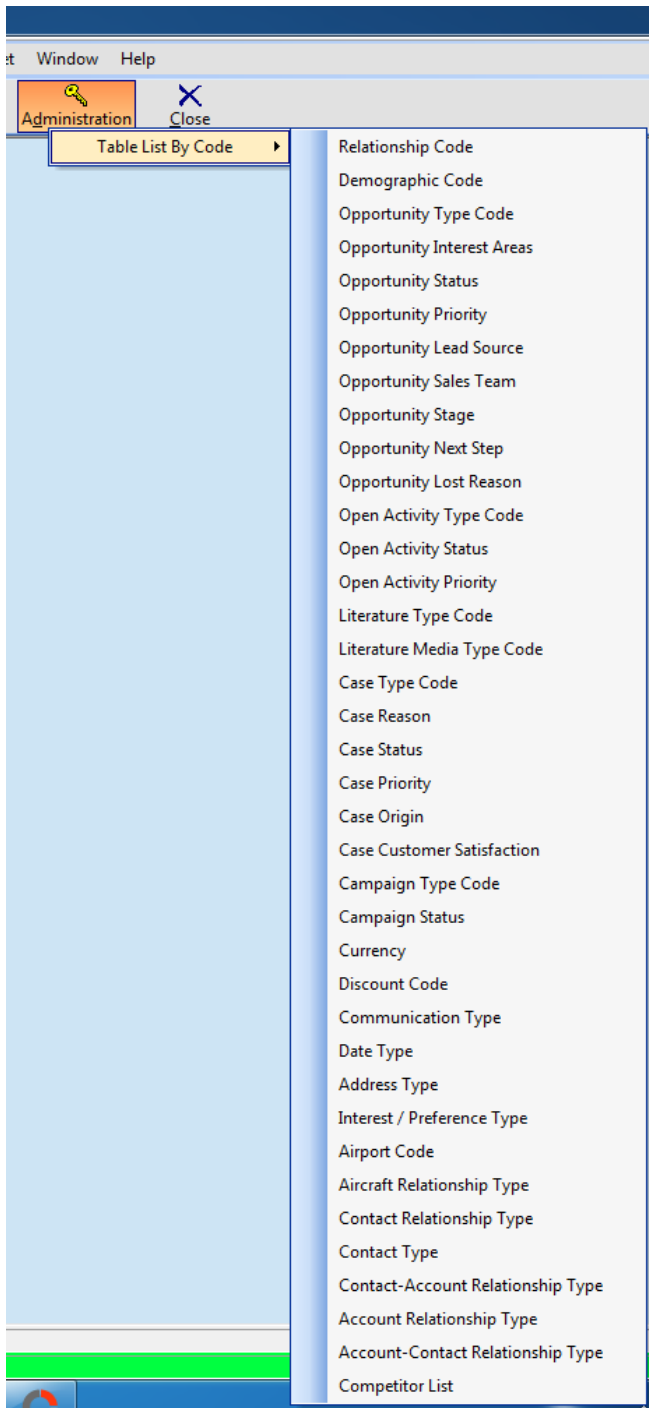 et Window Help
Administration Close
Table List By Code
Relationship Code
Demographic Code
Opportunity Type Code
Opportunity Interest Areas
Opportunity Status
Opportunity Priority
Opportunity Lead Source
Opportunity Sales Team
Opportunity Stage
Opportunity Next Step
Opportunity Lost Reason
Open Activity Type Code
Open Activity Status
Open Activity Priority
Literature Type Code
Literature Media Type Code
Case Type Code
Case Reason
Case Status
Case Priority
Case Origin
Case Customer Satisfaction
Campaign Type Code
Campaign Status
Currency
Discount Code
Communication Type
Date Type
Address Type
Interest / Preference Type
Airport Code
Aircraft Relationship Type
Contact Relationship Type
Contact Type
Contact-Account Relationship Type
Account Relationship Type
Account-Contact Relationship Type
Competitor List